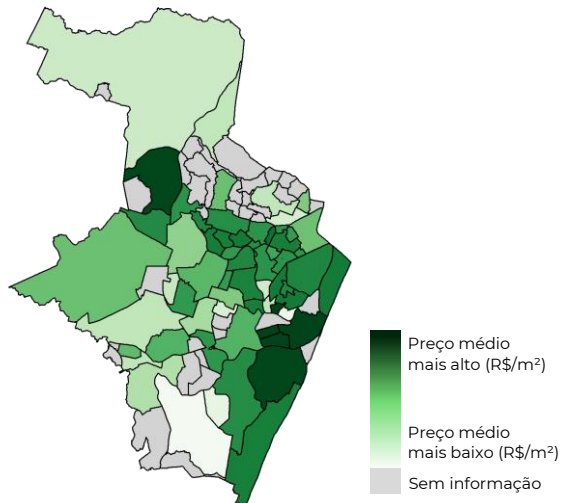 Preço médio
mais alto (R$/m²)
Preço médio
mais baixo (R$/m²)
Sem informação